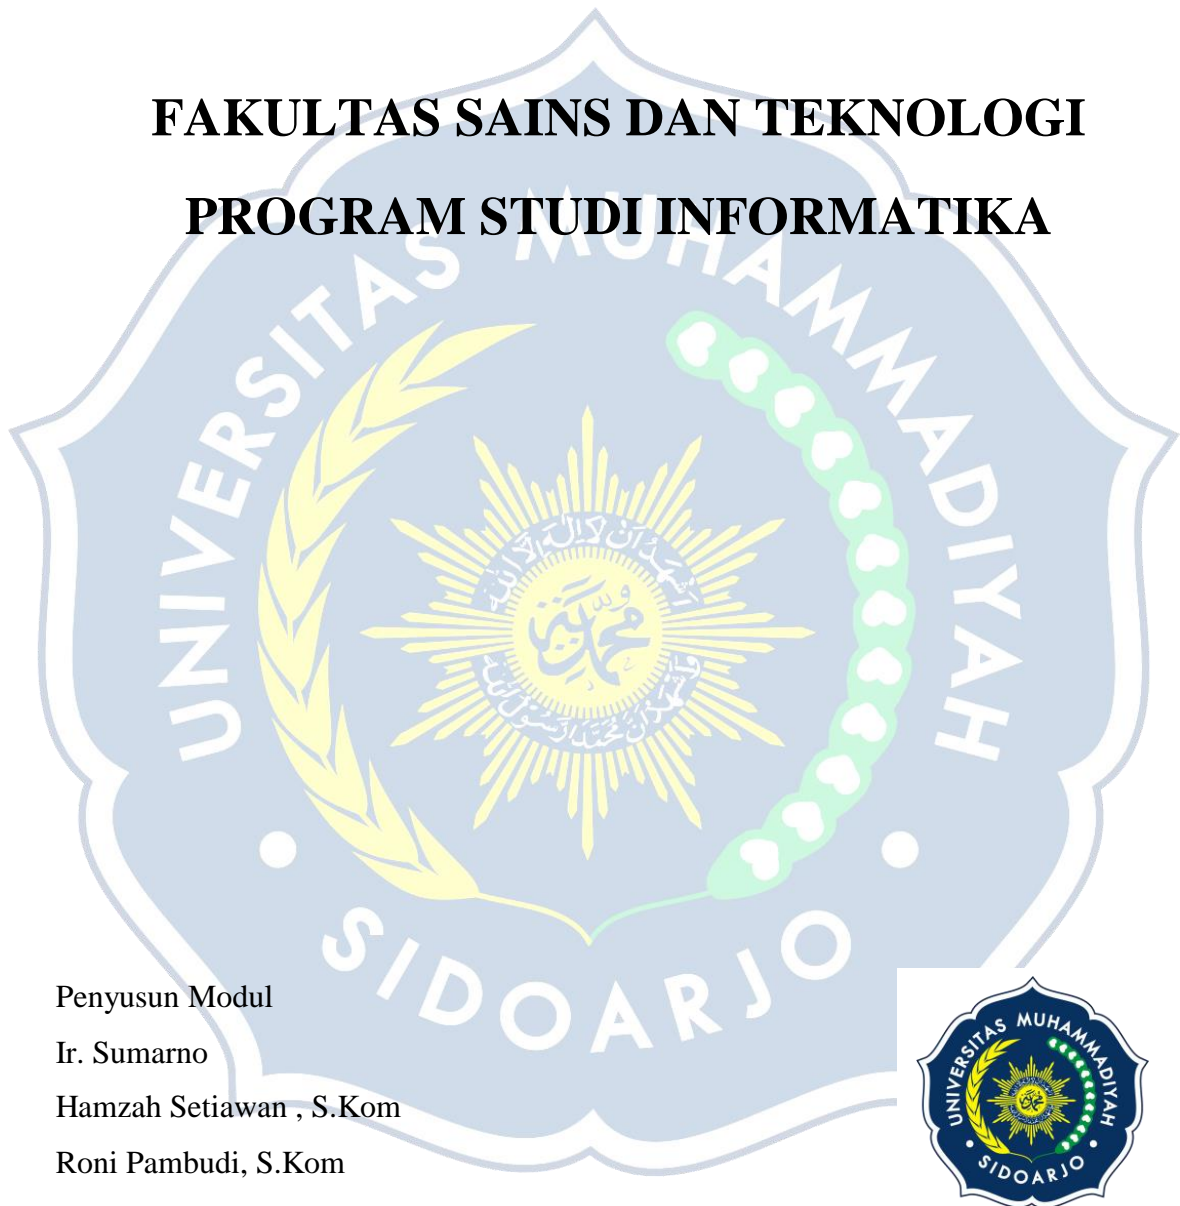 FAKULTAS SAINS DAN TEKNOLOGI
PROGRAM STUDI INFORMATIKA
UNIVERSITAS MUHAMMADIYAH
SIDOARJO
Penyusun Modul
Ir. Sumarno
Hamzah Setiawan , S.Kom
Roni Pambudi, S.Kom
UNIVERSITAS MUHAMMADIYAH
SIDOARJO